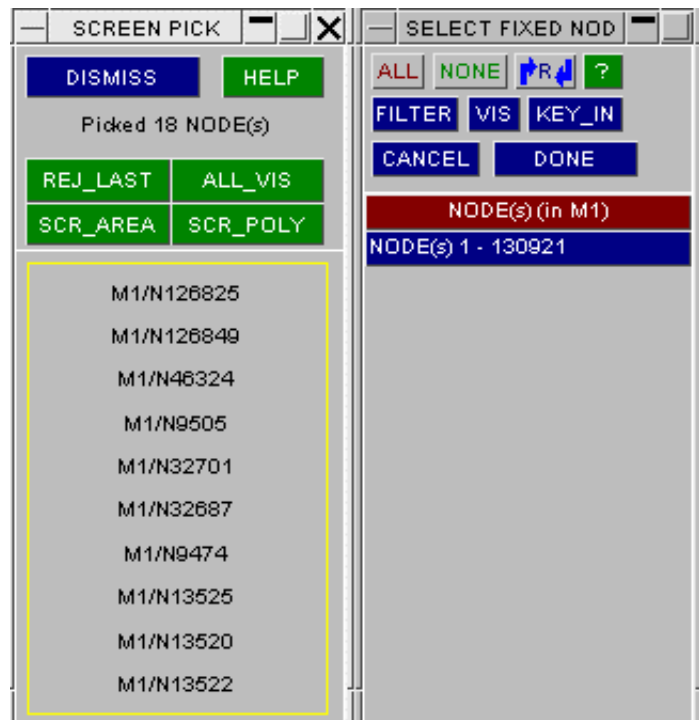 SCREEN PICK
DISMISS HELP
Picked 18 NODE(s)
REJ_LAST ALL_VIS
SCR_AREA SCR_POLY
M1/N126825
M1/N126849
M1/N46324
M1/N9505
M1/N32701
M1/N32687
M1/N9474
M1/N13525
M1/N13520
M1/N13522
SELECT FIXED NOD
ALL NONE R ?
FILTER VIS KEY_IN
CANCEL DONE
NODE(s) (in M1)
NODE(s) 1 - 130921